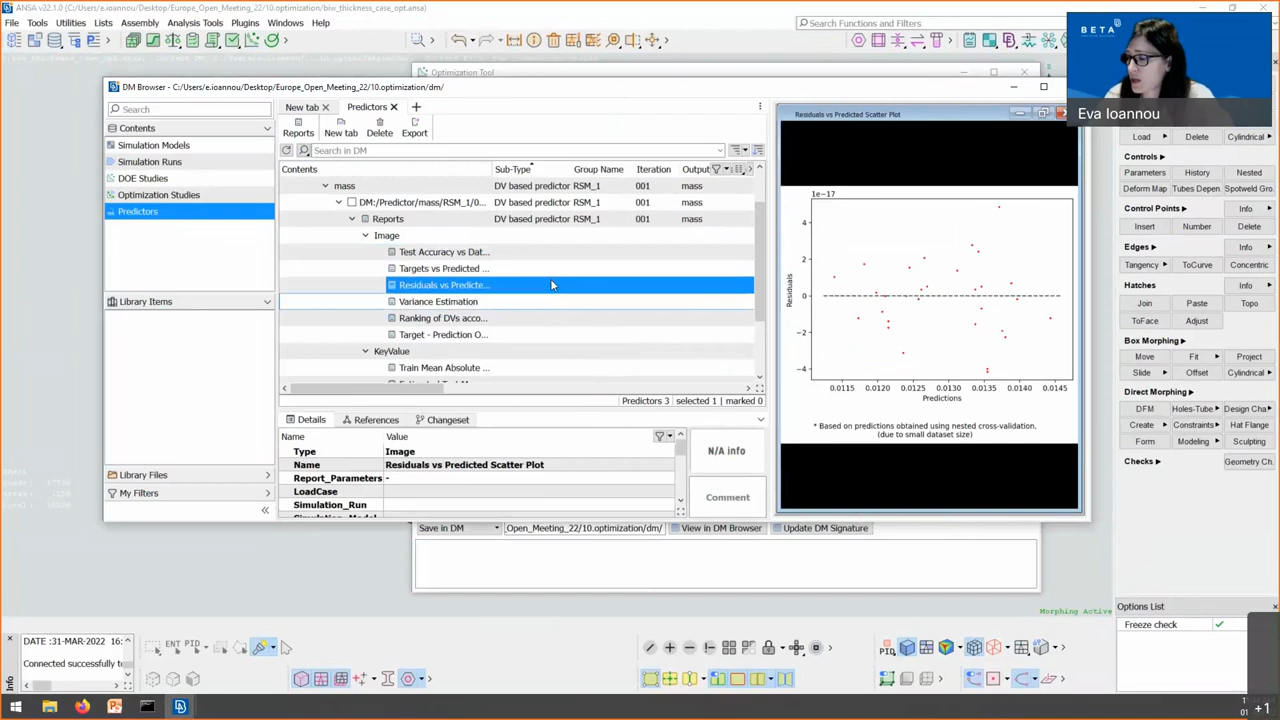 ANSA v22.1.0 | C:/Users/e.ioannou/Desktop/Europe_Open_Meeting_22/10.optimization/biw_thickness_case_opt.ansa)
File Tools Utilities Lists Assembly Analysis Tools Plugins Windows Help
Search Functions and Filters
Optimization Tool
BETA
Eva Ioannou
DM Browser - C:/Users/e.ioannou/Desktop/Europe_Open_Meeting_22/10.optimization/dm/
Search
Contents
Simulation Models
Simulation Runs
DOE Studies
Optimization Studies
Predictors
Library Items
Library Files
My Filters
New tab
Predictors
Reports New tab Delete Export
Search in DM
Contents Sub-Type Group Name Iteration Output
mass DV based predictor RSM_1 001 mass
DM:/Predictor/mass/RSM_1/0... DV based predictor RSM_1 001 mass
Reports DV based predictor RSM_1 001 mass
Image
Test Accuracy vs Dat...
Targets vs Predicted ...
Residuals vs Predicte...
Variance Estimation
Ranking of DVs acco...
Target - Prediction O...
KeyValue
Train Mean Absolute ...
Predictors 3 selected 1 marked 0
Details References Changeset
Name Value
Type Image
Name Residuals vs Predicted Scatter Plot
Report_Parameters -
LoadCase
Simulation_Run
N/A info
Comment
Residuals vs Predicted Scatter Plot
1e-17
4
2
0
−2
−4
Residuals
0.0115 0.0120 0.0125 0.0130 0.0135 0.0140 0.0145
Predictions
* Based on predictions obtained using nested cross-validation,
(due to small dataset size)
Save in DM
Open_Meeting_22/10.optimization/dm/
View in DM Browser
Update DM Signature
Load Delete Cylindrical
Controls
Parameters History Nested
Deform Map Tubes Depen. Spotweld Gro
Control Points Info
Insert Number Delete
Edges Info
Tangency ToCurve Concentric
Hatches Info
Join Paste Topo
ToFace Adjust
Box Morphing
Move Fit Project
Slide Offset Cylindrical
Direct Morphing
DFM Holes-Tube Design Cha
Create Constraints Hat Flange
Form Modeling Sculpting
Checks Geometry Ch.
Morphing Active
Options List
Freeze check
DATE :31-MAR-2022 16:
Connected successfully t
Info
ENT PID
PID
+1